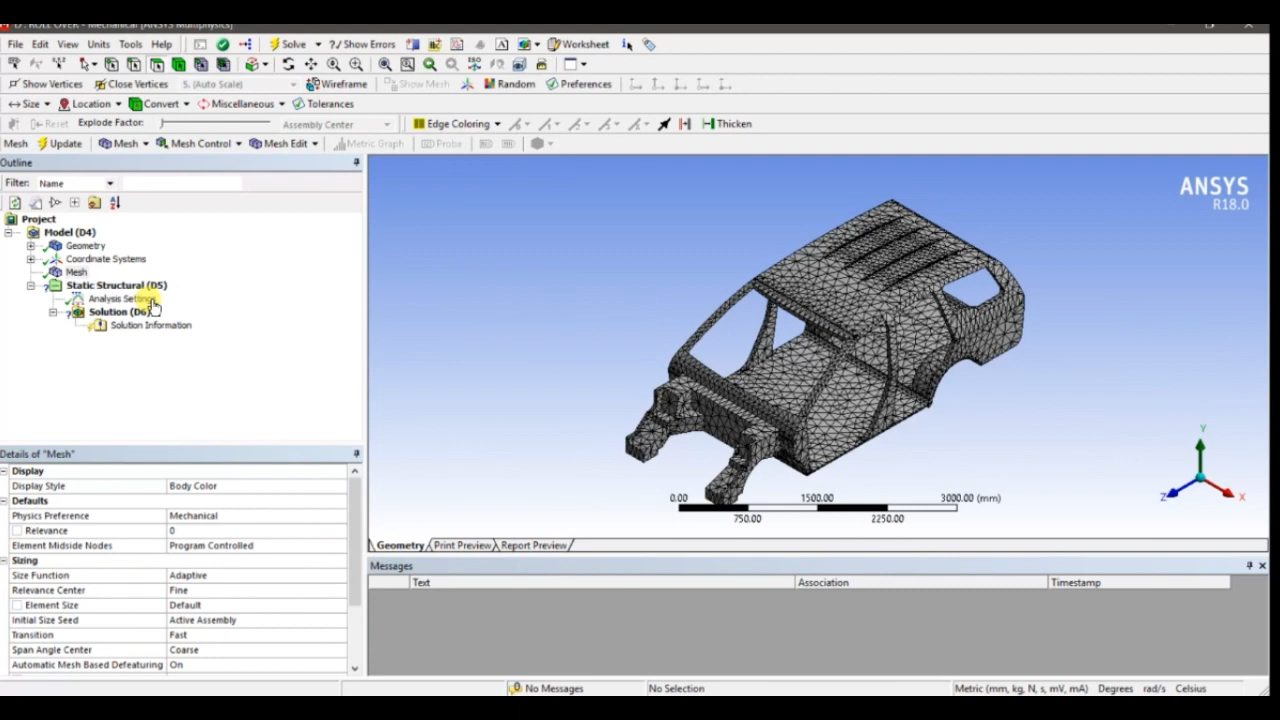 D : ROLL OVER - Mechanical [ANSYS Multiphysics]
File Edit View Units Tools Help Solve ?/ Show Errors Worksheet
Show Vertices Close Vertices 5. (Auto Scale) Wireframe Show Mesh Random Preferences
Size Location Convert Miscellaneous Tolerances
Reset Explode Factor: Assembly Center Edge Coloring Thicken
Mesh Update Mesh Mesh Control Mesh Edit Metric Graph Probe
Outline
Filter: Name
Project
Model (D4)
Geometry
Coordinate Systems
Mesh
Static Structural (D5)
Analysis Settings
Solution (D6)
Solution Information
ANSYS
R18.0
0.00 1500.00 3000.00 (mm)
750.00 2250.00
Y
Z X
Geometry Print Preview Report Preview
Details of "Mesh"
Display
Display Style Body Color
Defaults
Physics Preference Mechanical
Relevance 0
Element Midside Nodes Program Controlled
Sizing
Size Function Adaptive
Relevance Center Fine
Element Size Default
Initial Size Seed Active Assembly
Transition Fast
Span Angle Center Coarse
Automatic Mesh Based Defeaturing On
Messages
Text Association Timestamp
No Messages No Selection Metric (mm, kg, N, s, mV, mA) Degrees rad/s Celsius